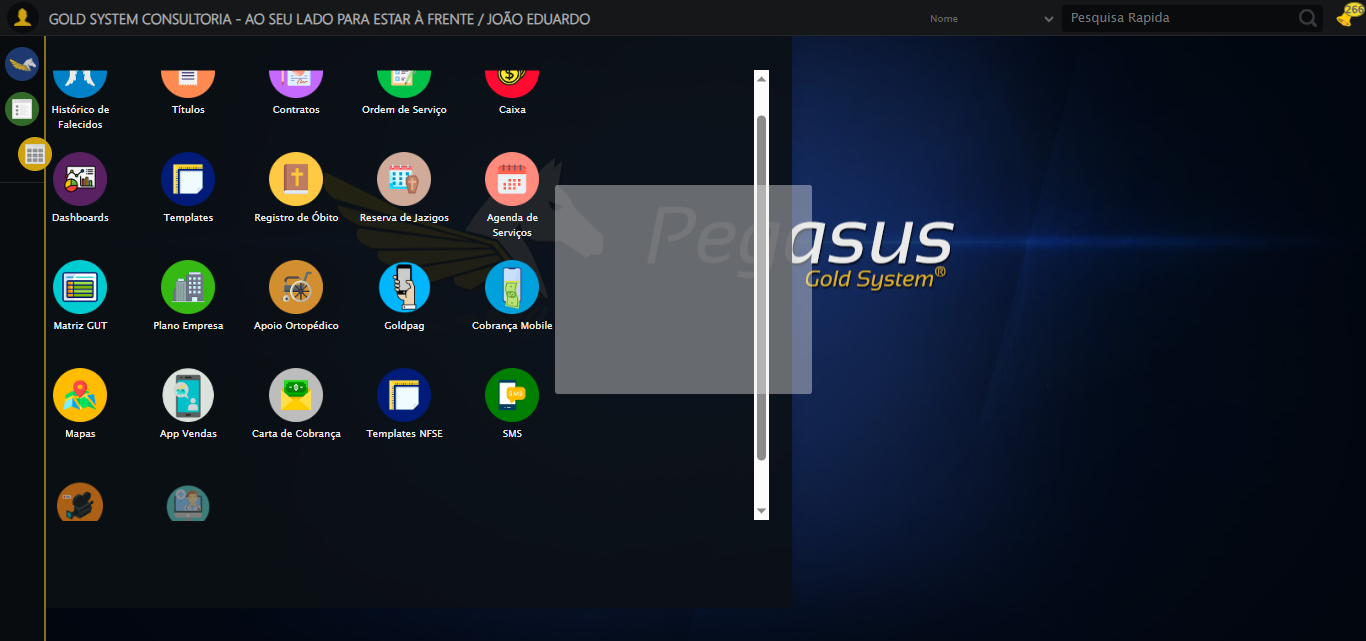 GOLD SYSTEM CONSULTORIA - AO SEU LADO PARA ESTAR À FRENTE / JOÃO EDUARDO
Nome
Pesquisa Rapida
266
Histórico de
Falecidos
Títulos
Contratos
Ordem de Serviço
Caixa
Dashboards
Templates
Registro de Óbito
Reserva de Jazigos
Agenda de
Serviços
Pegasus
Gold System®
Matriz GUT
Plano Empresa
Apoio Ortopédico
Goldpag
Cobrança Mobile
Mapas
App Vendas
Carta de Cobrança
Templates NFSE
SMS
SMS